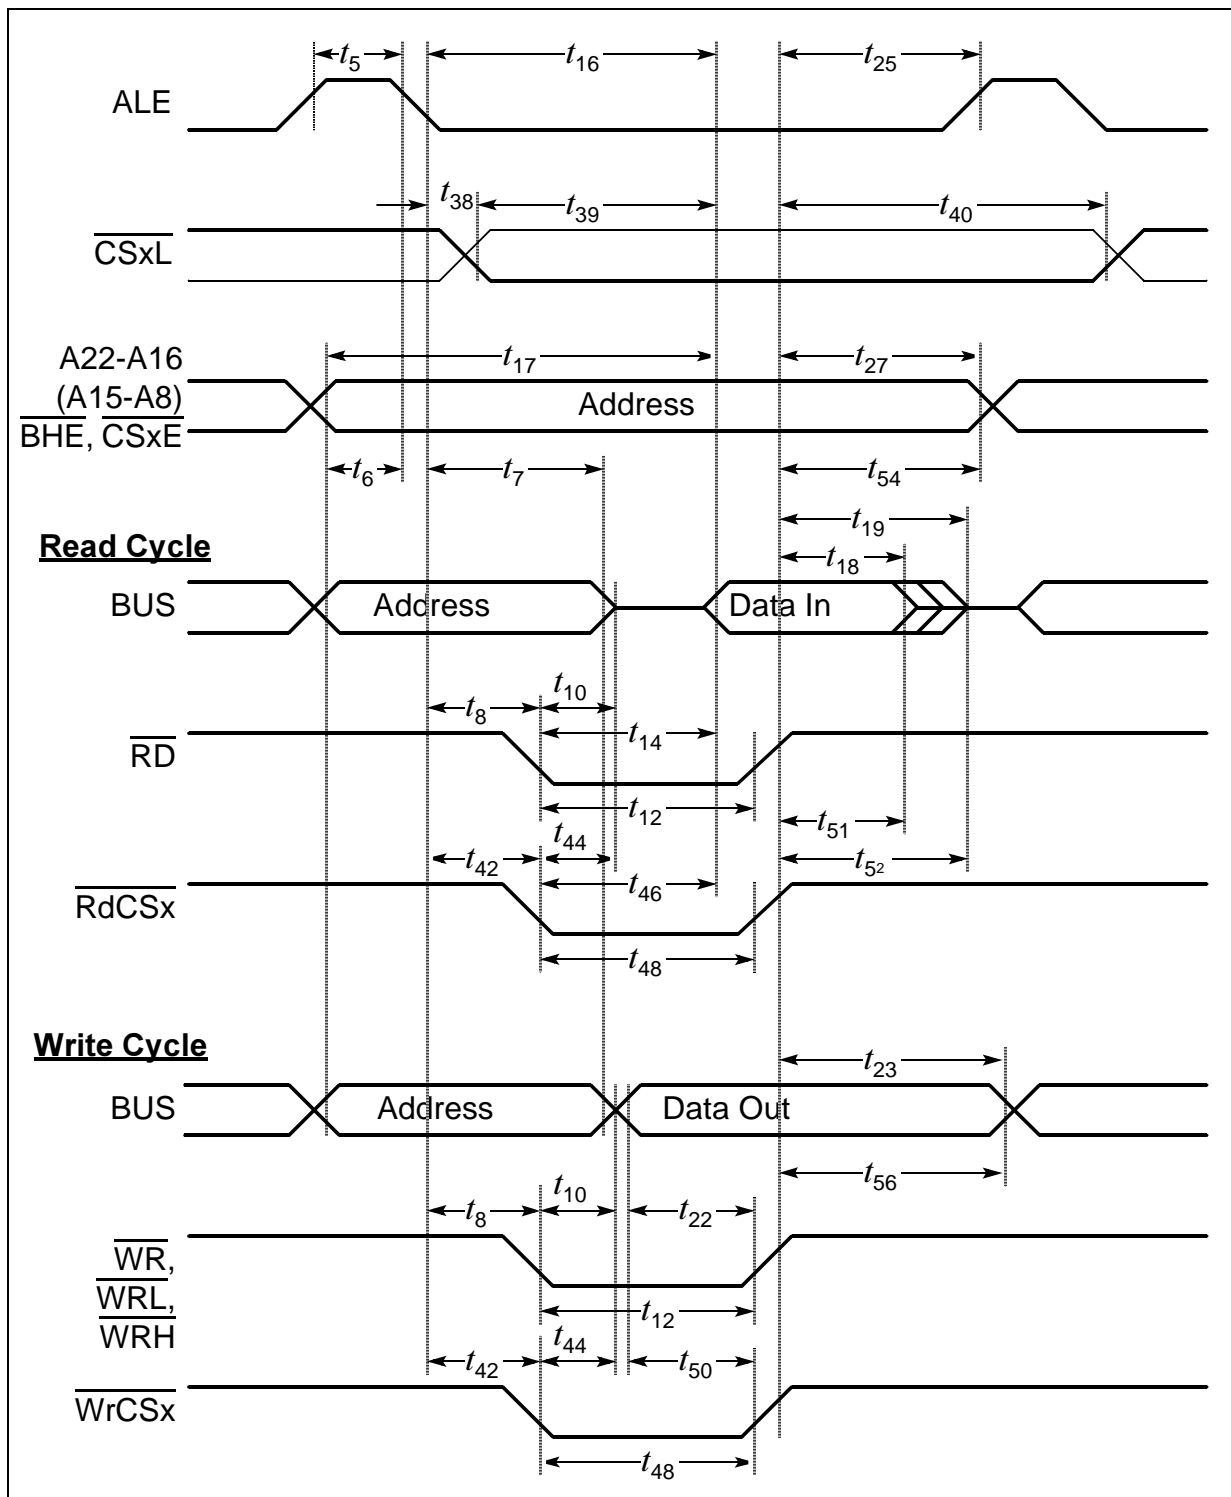 t5 t16 t25
ALE
t38 t39 t40
CSxL
A22-A16 t17 t27
(A15-A8) Address
BHE, CSxE
t6 t7 t54
t19
Read Cycle t18
BUS Address Data In
t10
t8 t14
RD
t12 t51
t44
t42 t46 t52
RdCSx
t48
Write Cycle
t23
BUS Address Data Out
t56
t10
t8 t22
WR,
WRL,
WRH t12
t44
t42 t50
WrCSx
t48